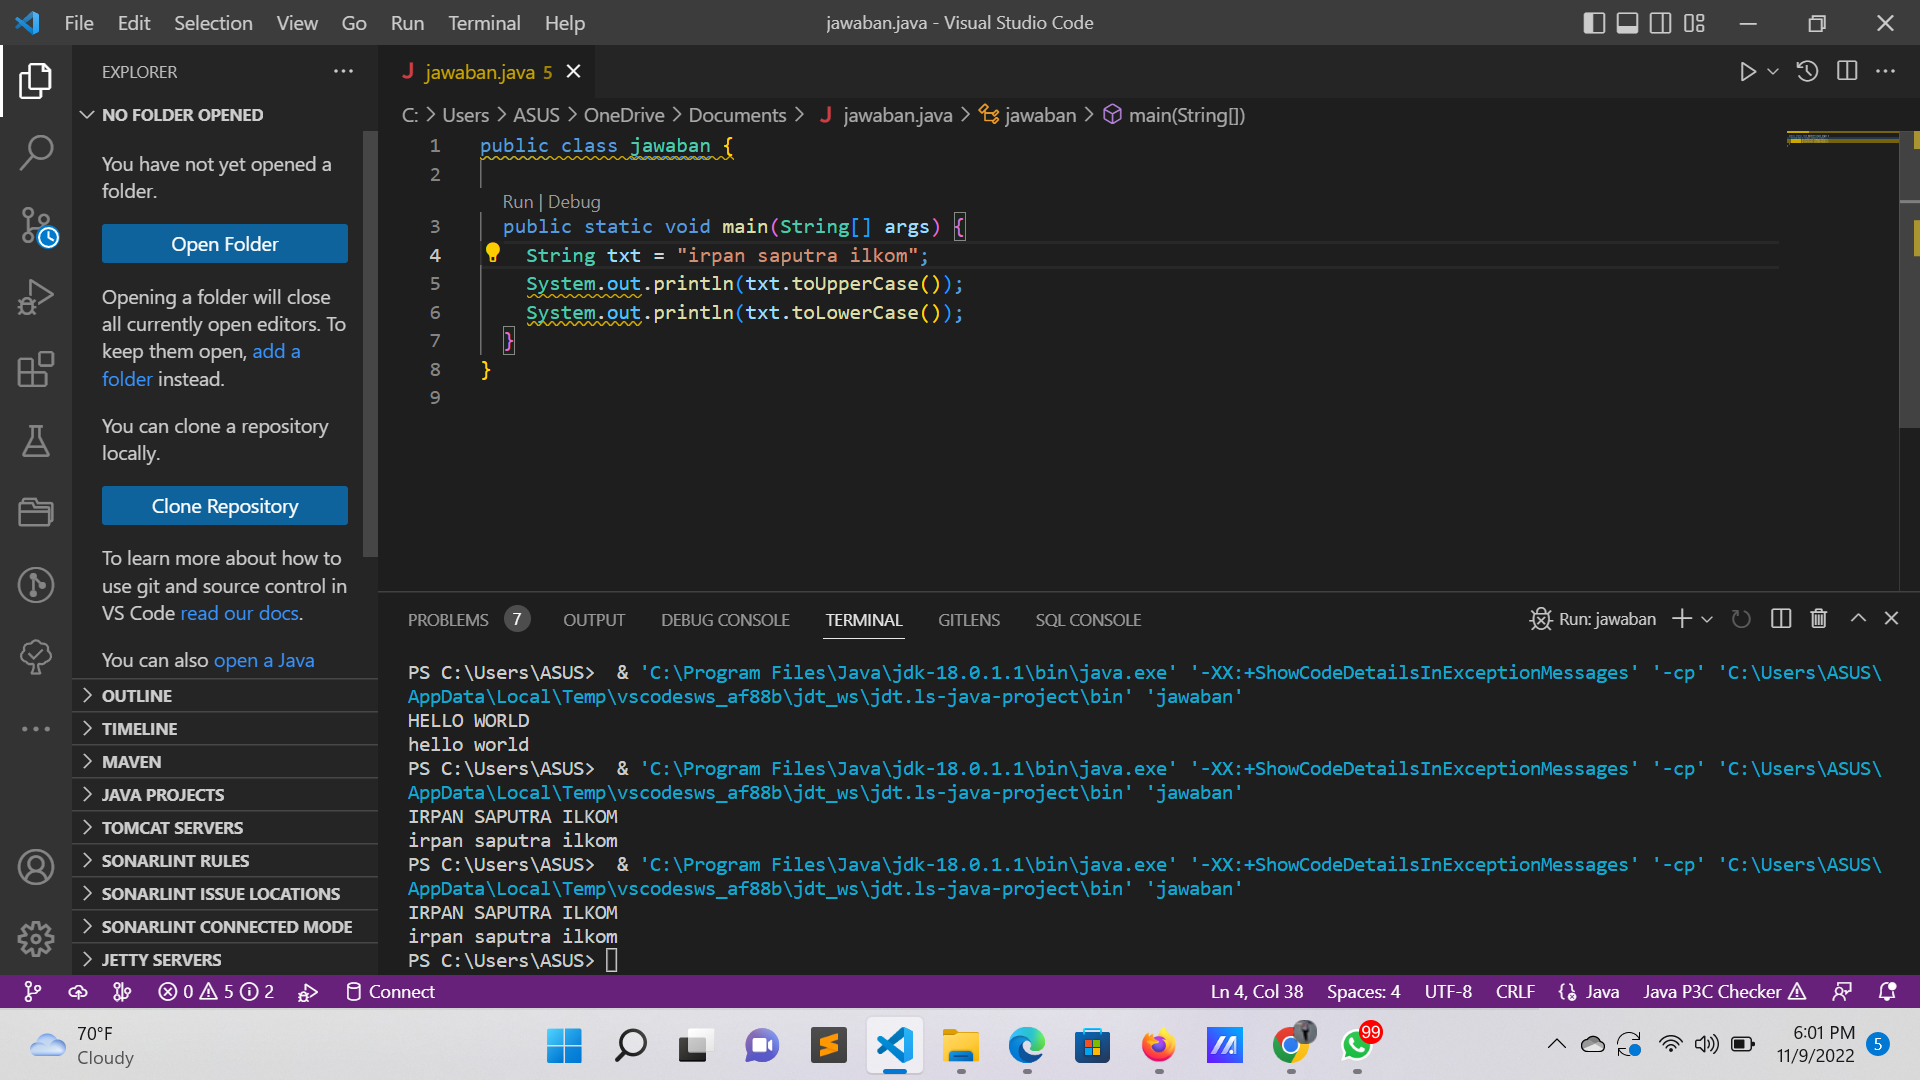 File Edit Selection View Go Run Terminal Help
jawaban.java - Visual Studio Code
EXPLORER
NO FOLDER OPENED
You have not yet opened a
folder.
Open Folder
Opening a folder will close
all currently open editors. To
keep them open, add a
folder instead.
You can clone a repository
locally.
Clone Repository
To learn more about how to
use git and source control in
VS Code read our docs.
You can also open a Java
OUTLINE
TIMELINE
MAVEN
JAVA PROJECTS
TOMCAT SERVERS
SONARLINT RULES
SONARLINT ISSUE LOCATIONS
SONARLINT CONNECTED MODE
JETTY SERVERS
J jawaban.java 5
C: > Users > ASUS > OneDrive > Documents > J jawaban.java > jawaban > main(String[])
1 public class jawaban {
2
Run | Debug
3 public static void main(String[] args) {
4 String txt = "irpan saputra ilkom";
5 System.out.println(txt.toUpperCase());
6 System.out.println(txt.toLowerCase());
7 }
8 }
9
PROBLEMS 7 OUTPUT DEBUG CONSOLE TERMINAL GITLENS SQL CONSOLE
Run: jawaban
PS C:\Users\ASUS>  & 'C:\Program Files\Java\jdk-18.0.1.1\bin\java.exe' '-XX:+ShowCodeDetailsInExceptionMessages' '-cp' 'C:\Users\ASUS\
AppData\Local\Temp\vscodesws_af88b\jdt_ws\jdt.ls-java-project\bin' 'jawaban'
HELLO WORLD
hello world
PS C:\Users\ASUS>  & 'C:\Program Files\Java\jdk-18.0.1.1\bin\java.exe' '-XX:+ShowCodeDetailsInExceptionMessages' '-cp' 'C:\Users\ASUS\
AppData\Local\Temp\vscodesws_af88b\jdt_ws\jdt.ls-java-project\bin' 'jawaban'
IRPAN SAPUTRA ILKOM
irpan saputra ilkom
PS C:\Users\ASUS>  & 'C:\Program Files\Java\jdk-18.0.1.1\bin\java.exe' '-XX:+ShowCodeDetailsInExceptionMessages' '-cp' 'C:\Users\ASUS\
AppData\Local\Temp\vscodesws_af88b\jdt_ws\jdt.ls-java-project\bin' 'jawaban'
IRPAN SAPUTRA ILKOM
irpan saputra ilkom
PS C:\Users\ASUS>
0 5 2 Connect
Ln 4, Col 38 Spaces: 4 UTF-8 CRLF Java Java P3C Checker
70°F
Cloudy
99
6:01 PM
11/9/2022
5